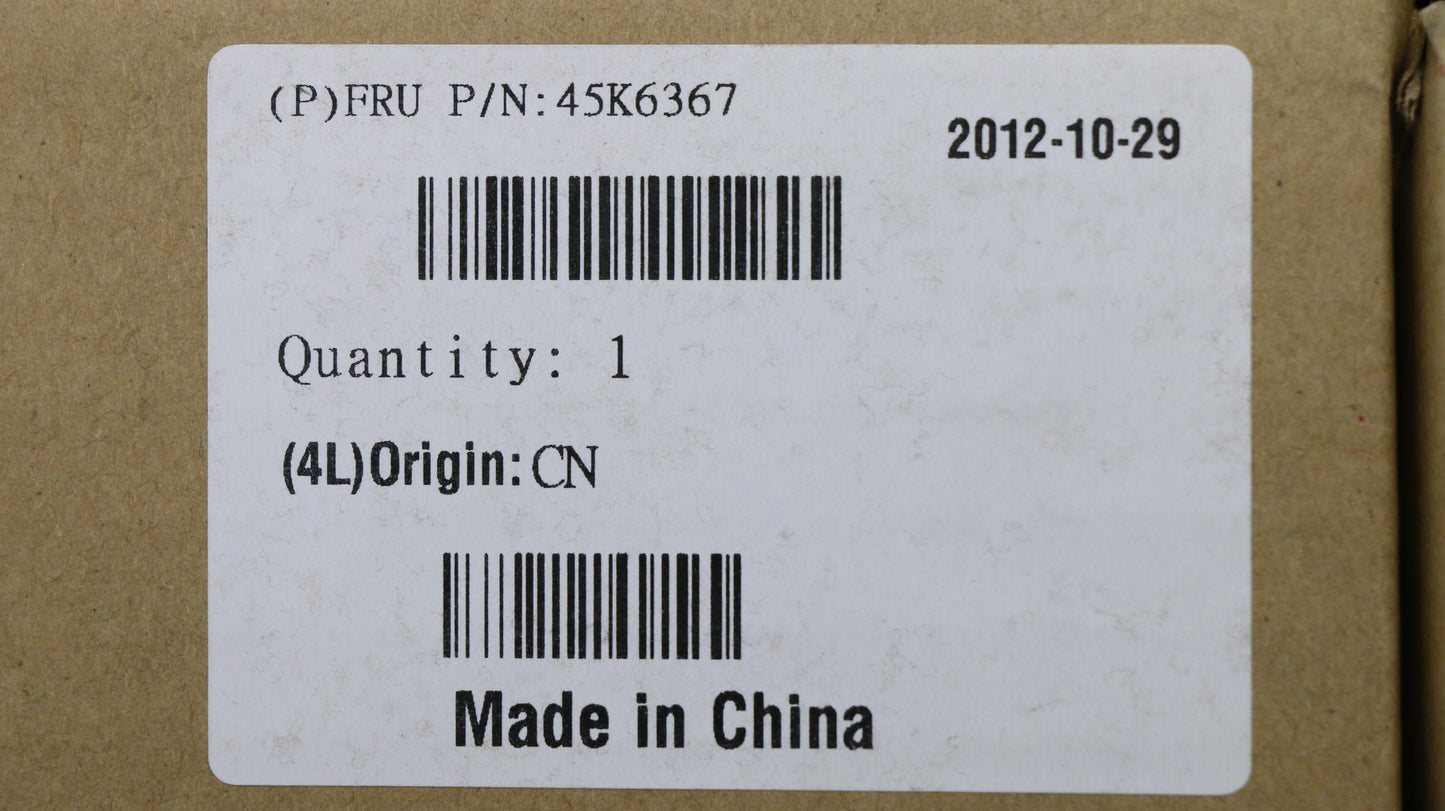 (P)FRU P/N:45K6367
2012-10-29
Quantity: 1
(4L)Origin:CN
Made in China